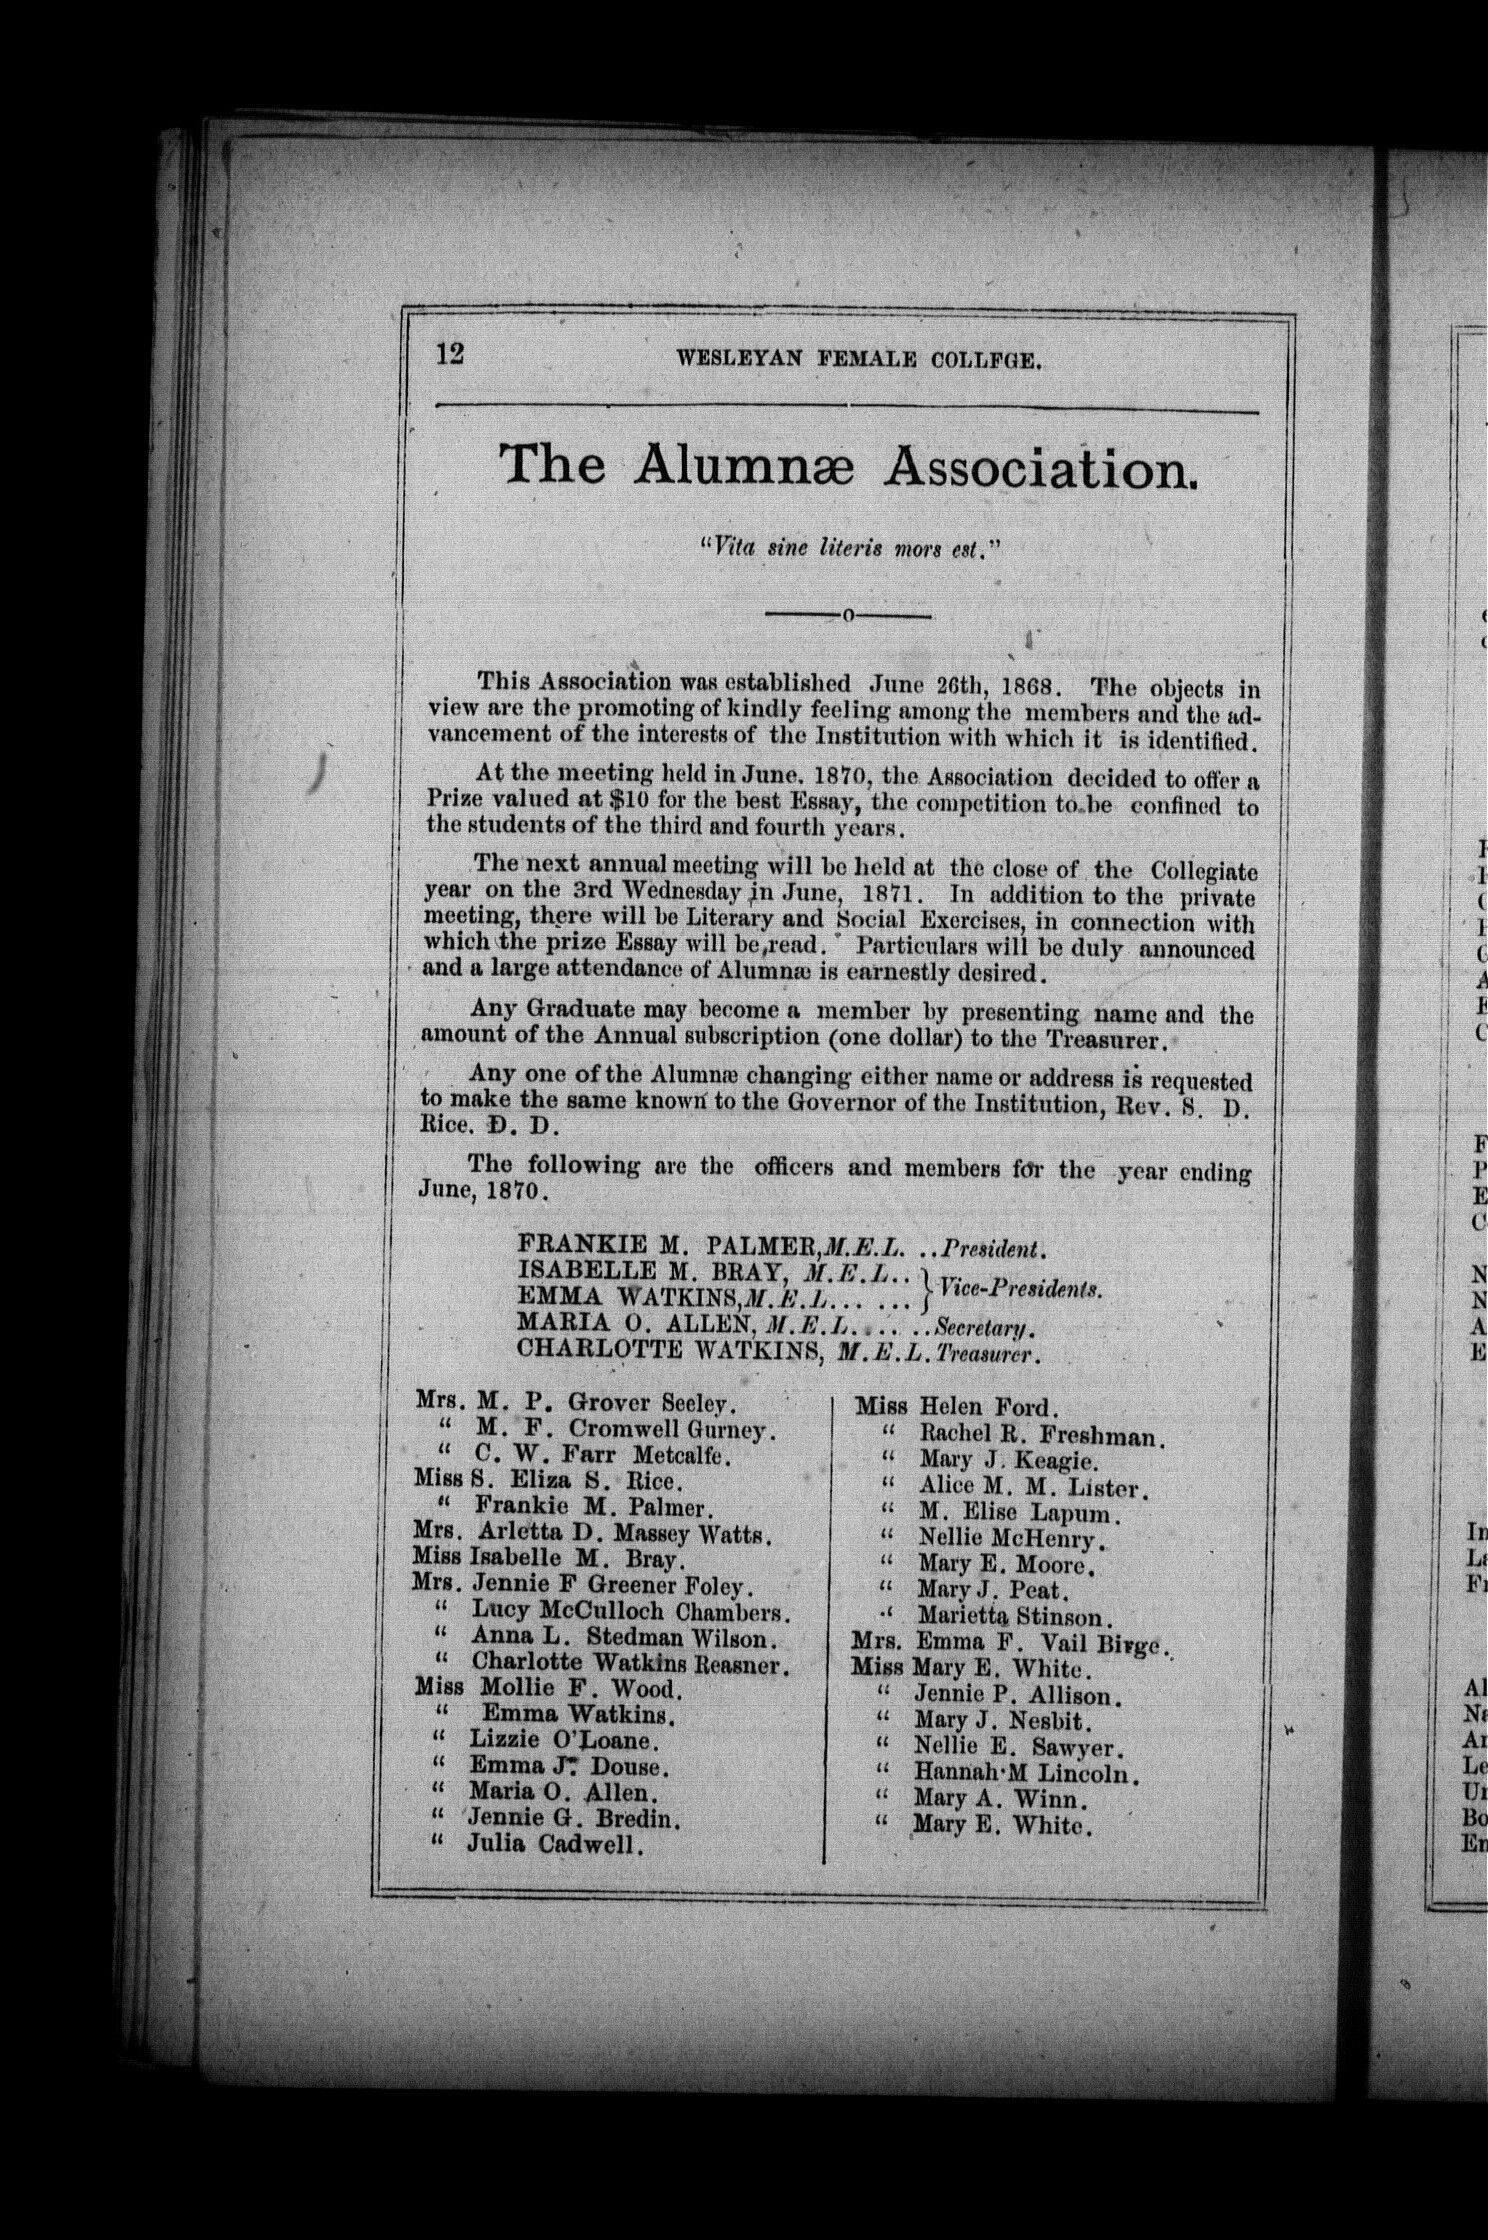 12 WESLEYAN FEMALE COLLFGE.
The Alumnæ Association.
"Vita sine literis mors est."
o
This Association was established June 26th, 1868. The objects in
view are the promoting of kindly feeling among the members and the ad-
vancement of the interests of the Institution with which it is identified.
At the meeting held in June. 1870, the Association decided to offer a
Prize valued at $10 for the best Essay, the competition to be confined to
the students of the third and fourth years.
The next annual meeting will be held at the close of the Collegiate
year on the 3rd Wednesday in June, 1871. In addition to the private
meeting, there will be Literary and Social Exercises, in connection with
which the prize Essay will be read. Particulars will be duly announced
and a large attendance of Alumnæ is earnestly desired.
Any Graduate may become a member by presenting name and the
amount of the Annual subscription (one dollar) to the Treasurer.
Any one of the Alumnæ changing either name or address is requested
to make the same known to the Governor of the Institution, Rev. S. D.
Rice. D. D.
The following are the officers and members for the year ending
June, 1870.
FRANKIE M. PALMER, M.E.L. ..President.
ISABELLE M. BRAY, M.E.L.. } Vice-Presidents.
EMMA WATKINS, M.E.L... ...
MARIA O. ALLEN, M.E.L.... ..Secretary.
CHARLOTTE WATKINS, M.E.L. Treasurer.
Mrs. M. P. Grover Seeley.
" M. F. Cromwell Gurney.
" C. W. Farr Metcalfe.
Miss S. Eliza S. Rice.
" Frankie M. Palmer.
Mrs. Arletta D. Massey Watts.
Miss Isabelle M. Bray.
Mrs. Jennie F Greener Foley.
" Lucy McCulloch Chambers.
" Anna L. Stedman Wilson.
" Charlotte Watkins Reasner.
Miss Mollie F. Wood.
" Emma Watkins.
" Lizzie O'Loane.
" Emma J. Douse.
" Maria O. Allen.
" Jennie G. Bredin.
" Julia Cadwell.
Miss Helen Ford.
" Rachel R. Freshman.
" Mary J. Keagie.
" Alice M. M. Lister.
" M. Elise Lapum.
" Nellie McHenry.
" Mary E. Moore.
" Mary J. Peat.
" Marietta Stinson.
Mrs. Emma F. Vail Birge.
Miss Mary E. White.
" Jennie P. Allison.
" Mary J. Nesbit.
" Nellie E. Sawyer.
" Hannah M Lincoln.
" Mary A. Winn.
" Mary E. White.